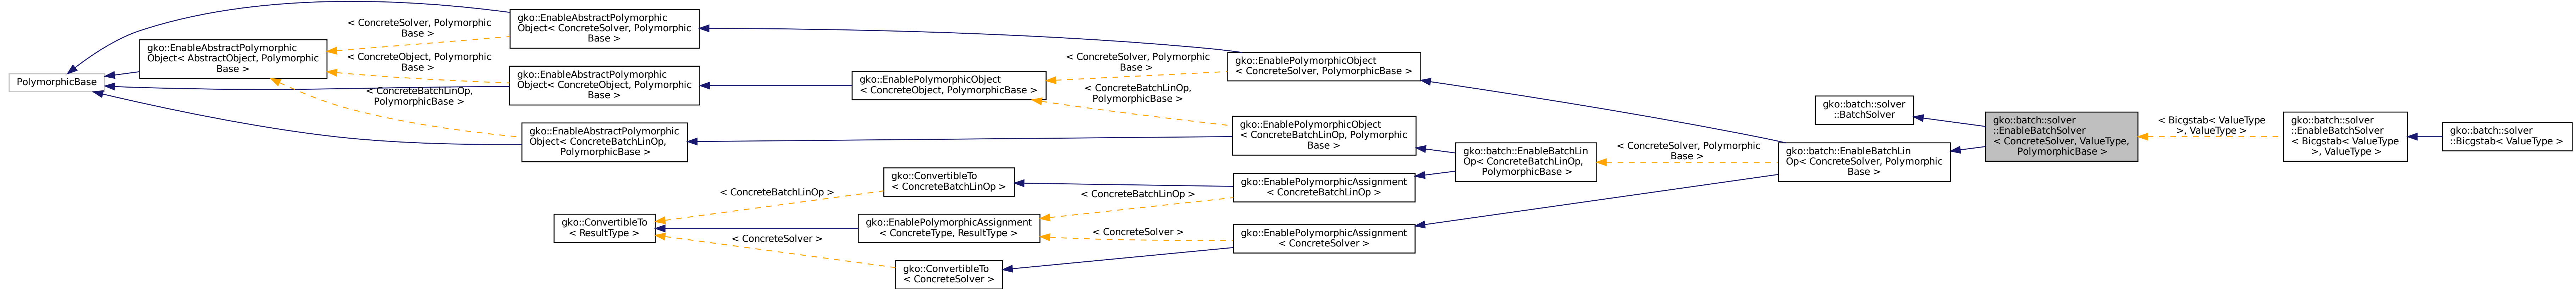 PolymorphicBase
gko::EnableAbstractPolymorphic
Object< AbstractObject, Polymorphic
Base >
< ConcreteSolver, Polymorphic
Base >
< ConcreteObject, Polymorphic
Base >
< ConcreteBatchLinOp,
PolymorphicBase >
gko::EnableAbstractPolymorphic
Object< ConcreteSolver, Polymorphic
Base >
gko::EnableAbstractPolymorphic
Object< ConcreteObject, Polymorphic
Base >
gko::EnableAbstractPolymorphic
Object< ConcreteBatchLinOp,
PolymorphicBase >
gko::ConvertibleTo
< ResultType >
< ConcreteBatchLinOp >
< ConcreteSolver >
gko::EnablePolymorphicObject
< ConcreteObject, PolymorphicBase >
gko::ConvertibleTo
< ConcreteBatchLinOp >
gko::EnablePolymorphicAssignment
< ConcreteType, ResultType >
gko::ConvertibleTo
< ConcreteSolver >
< ConcreteSolver, Polymorphic
Base >
< ConcreteBatchLinOp,
PolymorphicBase >
< ConcreteBatchLinOp >
< ConcreteSolver >
gko::EnablePolymorphicObject
< ConcreteSolver, PolymorphicBase >
gko::EnablePolymorphicObject
< ConcreteBatchLinOp, Polymorphic
Base >
gko::EnablePolymorphicAssignment
< ConcreteBatchLinOp >
gko::EnablePolymorphicAssignment
< ConcreteSolver >
gko::batch::EnableBatchLin
Op< ConcreteBatchLinOp,
PolymorphicBase >
< ConcreteSolver, Polymorphic
Base >
gko::batch::EnableBatchLin
Op< ConcreteSolver, Polymorphic
Base >
gko::batch::solver
::BatchSolver
gko::batch::solver
::EnableBatchSolver
< ConcreteSolver, ValueType,
PolymorphicBase >
< Bicgstab< ValueType
>, ValueType >
gko::batch::solver
::EnableBatchSolver
< Bicgstab< ValueType
>, ValueType >
gko::batch::solver
::Bicgstab< ValueType >